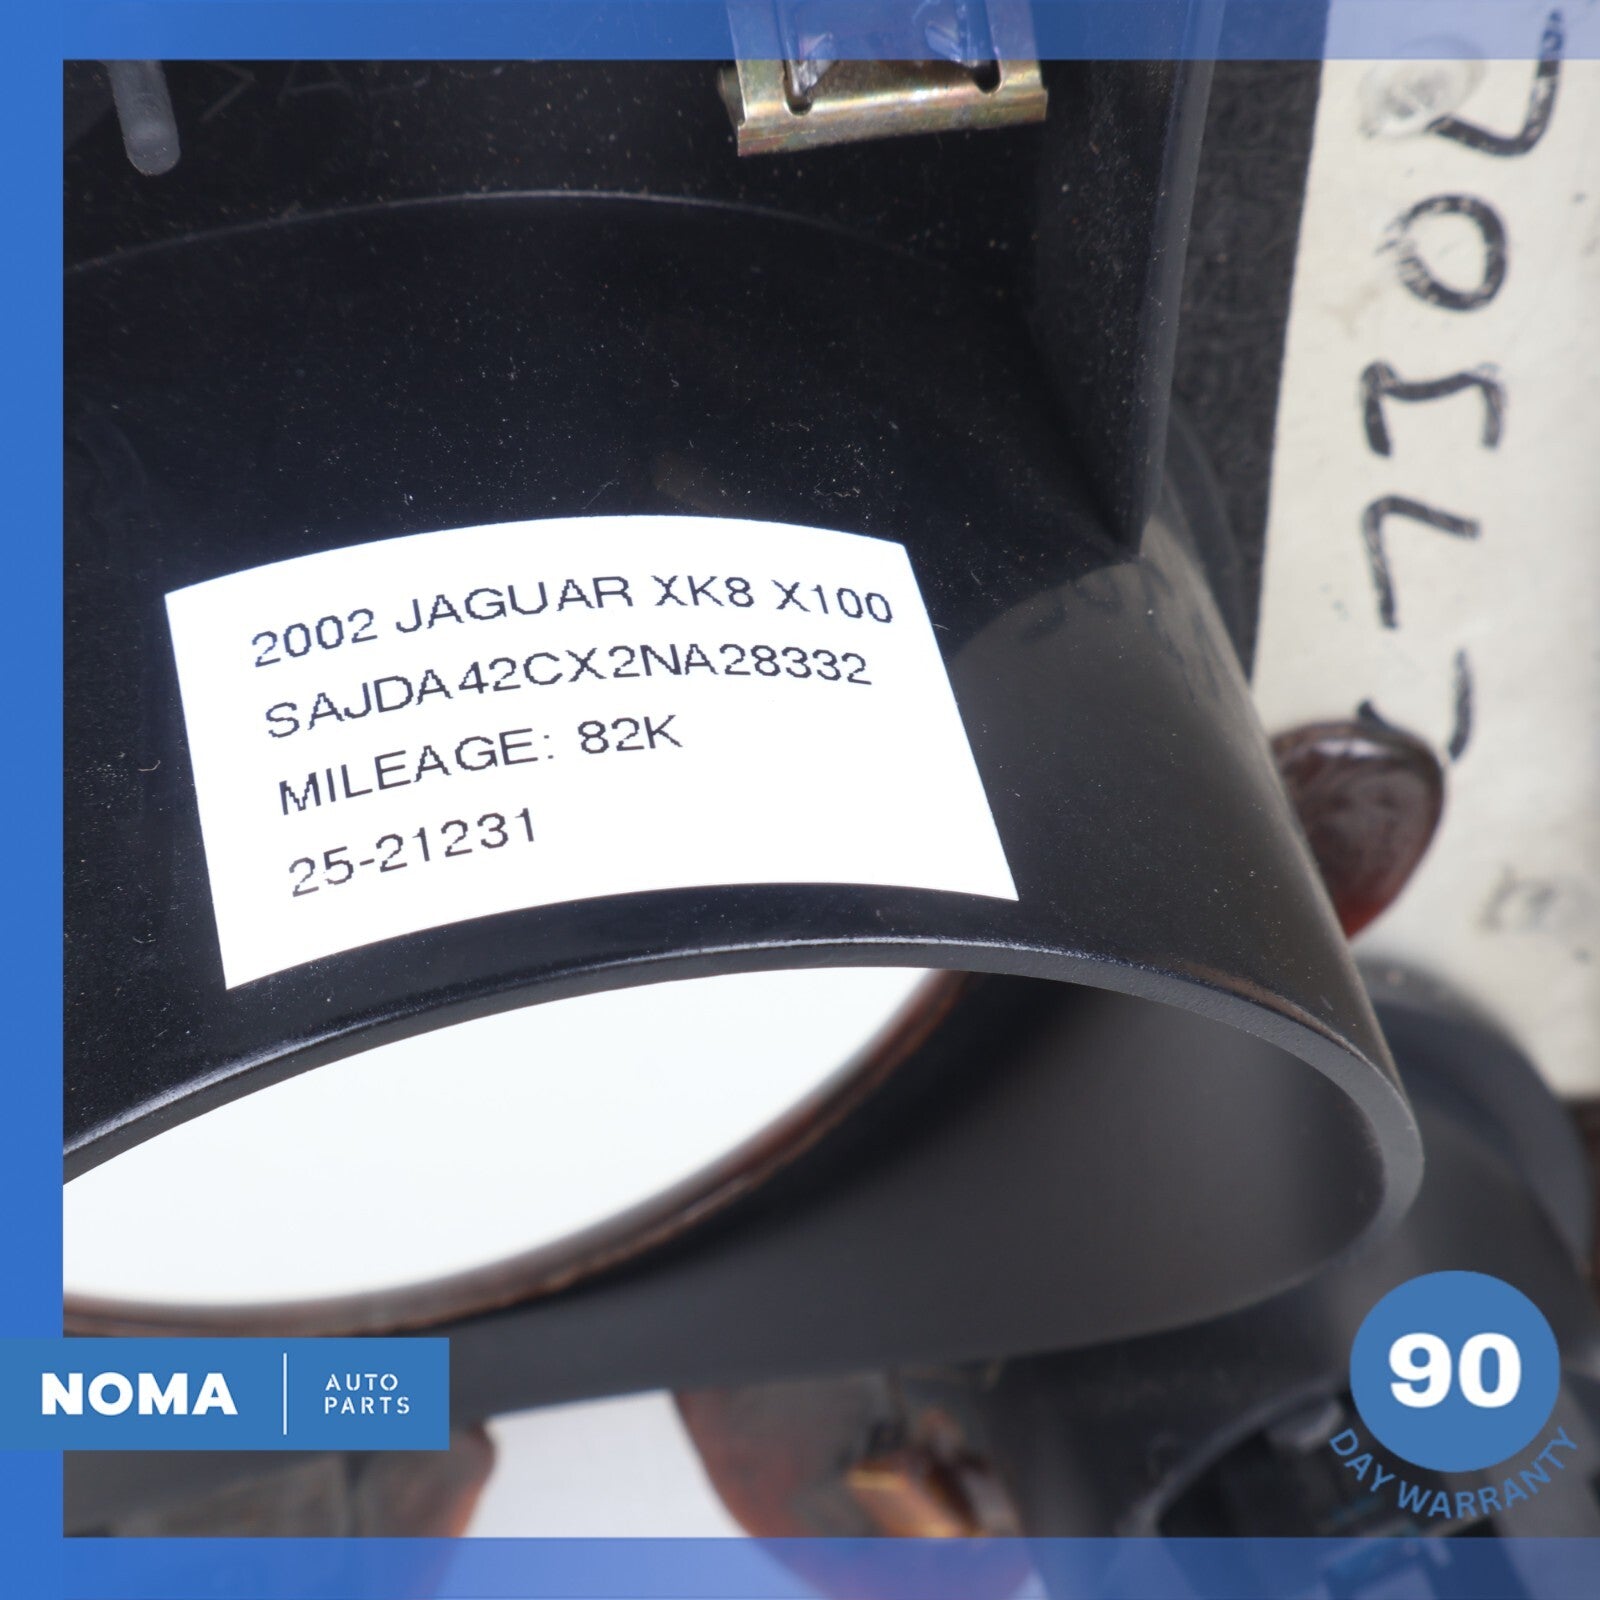 2002 JAGUAR XK8 X100
SAJDA42CX2NA28332
MILEAGE: 82K
25-21231
NOMA
AUTO
PARTS
90
DAY WARRANTY